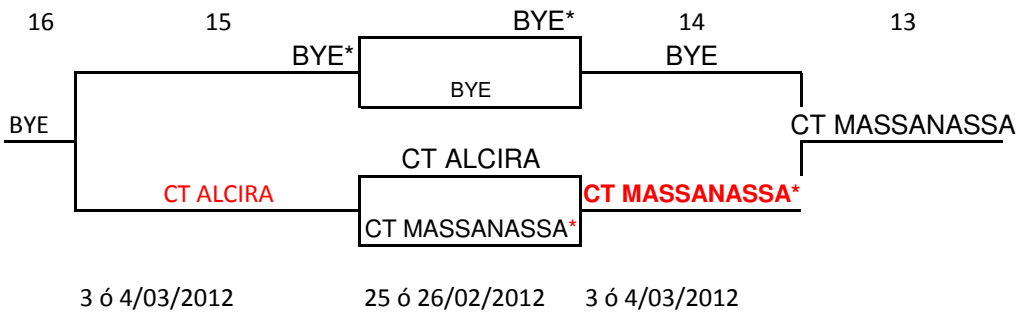 16 15 BYE* 14 13
BYE* BYE
BYE
BYE CT MASSANASSA
CT ALCIRA
CT ALCIRA CT MASSANASSA*
CT MASSANASSA*
3 ó 4/03/2012 25 ó 26/02/2012 3 ó 4/03/2012